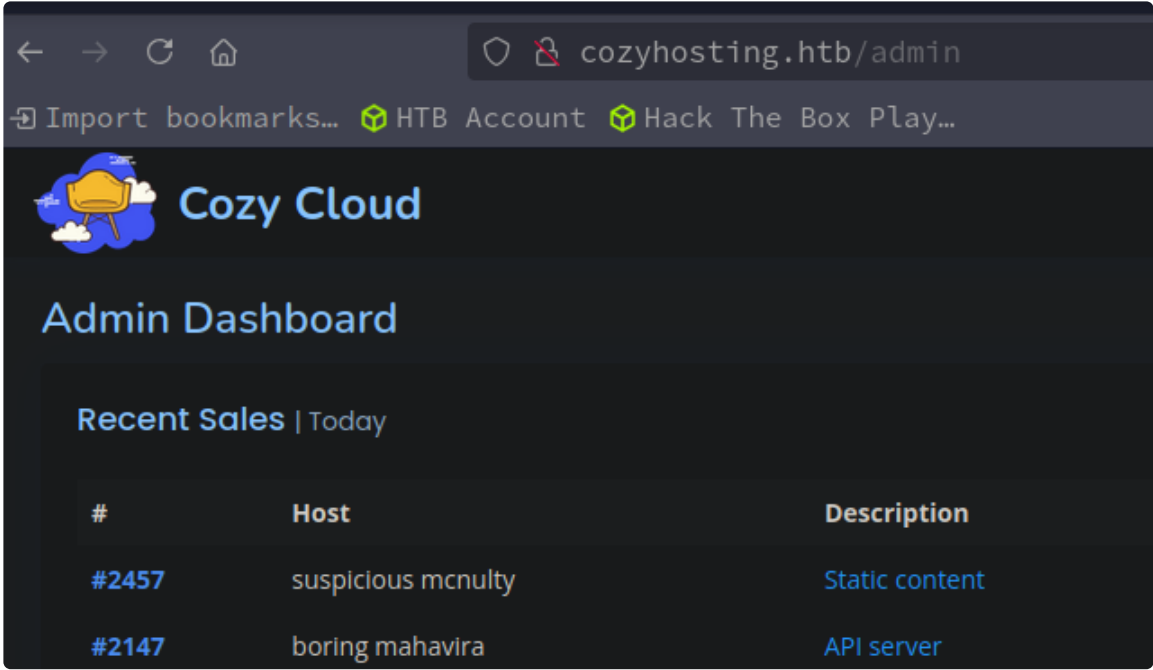 cozyhosting.htb/admin
Import bookmarks… HTB Account Hack The Box Play…
Cozy Cloud
Admin Dashboard
Recent Sales | Today
# Host Description
#2457 suspicious mcnulty Static content
#2147 boring mahavira API server